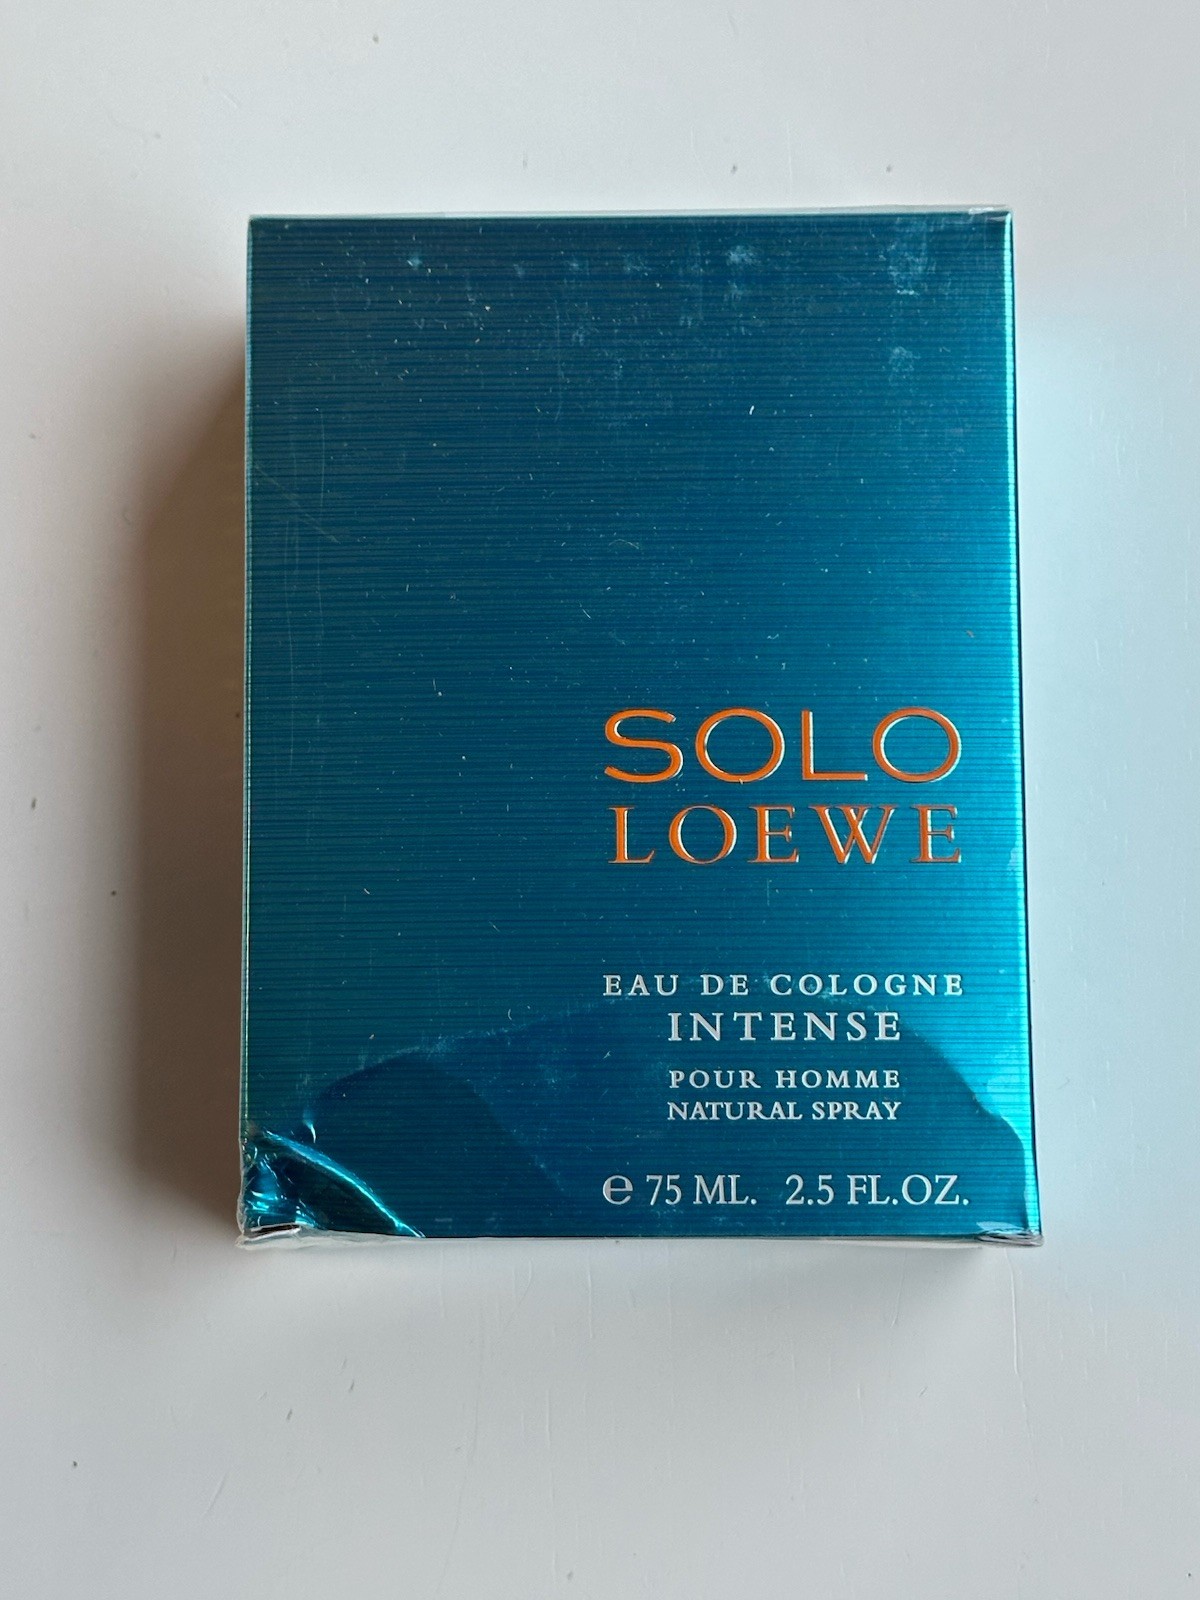 SOLO
LOEWE
EAU DE COLOGNE
INTENSE
POUR HOMME
NATURAL SPRAY
℮ 75 ML. 2.5 FL.OZ.